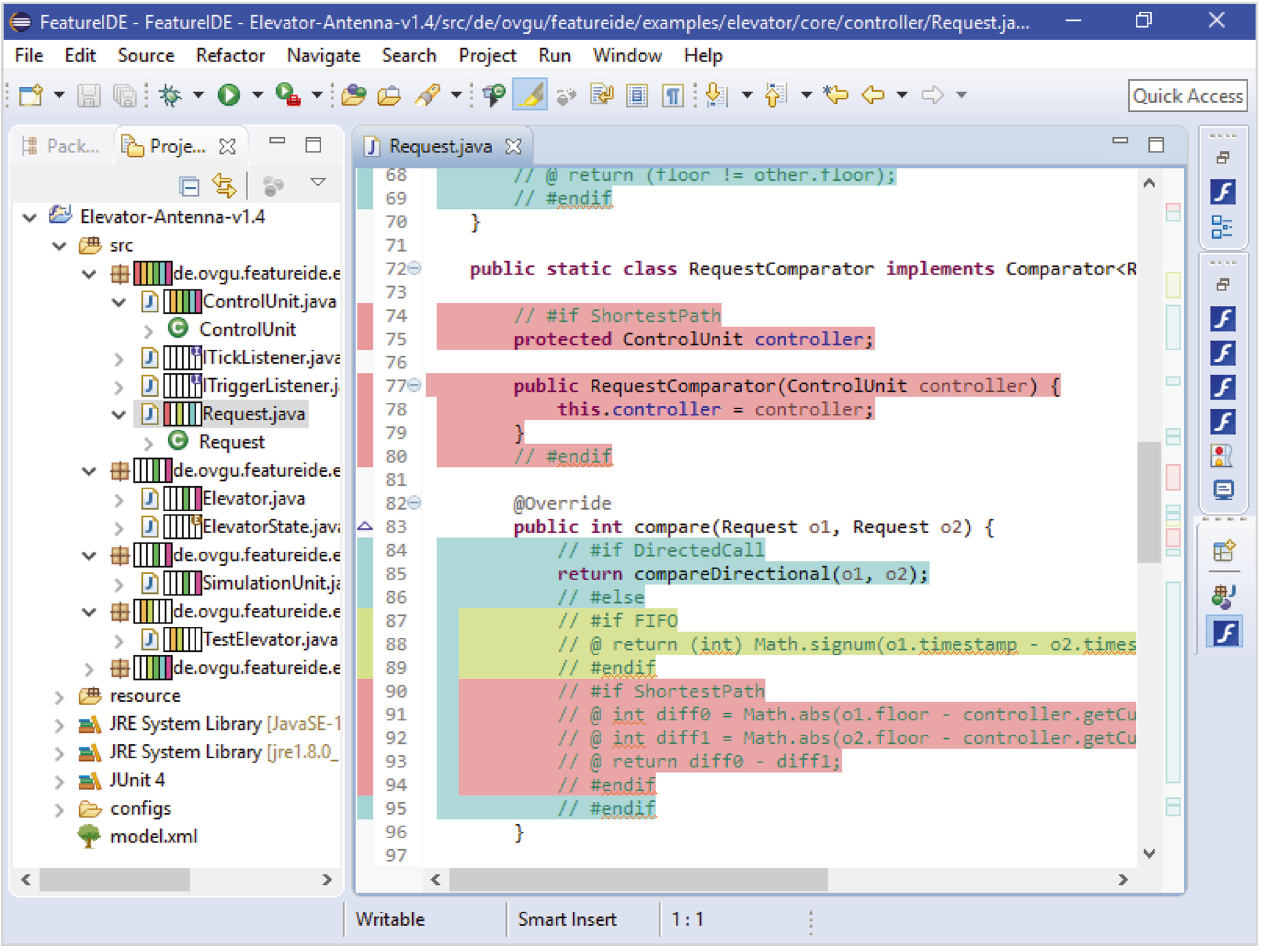 FeatureIDE - FeatureIDE - Elevator-Antenna-v1.4/src/de/ovgu/featureide/examples/elevator/core/controller/Request.ja...
File Edit Source Refactor Navigate Search Project Run Window Help
Quick Access
Pack... Proje...
Elevator-Antenna-v1.4
src
de.ovgu.featureide.e
ControlUnit.java
ControlUnit
ITickListener.java
ITriggerListener.j
Request.java
Request
de.ovgu.featureide.e
Elevator.java
ElevatorState.java
de.ovgu.featureide.e
SimulationUnit.ja
de.ovgu.featureide.e
TestElevator.java
de.ovgu.featureide.e
resource
JRE System Library [JavaSE-1
JRE System Library [jre1.8.0_
JUnit 4
configs
model.xml
Request.java
68 // @ return (floor != other.floor);
69 // #endif
70 }
71
72 public static class RequestComparator implements Comparator<R
73
74 // #if ShortestPath
75 protected ControlUnit controller;
76
77 public RequestComparator(ControlUnit controller) {
78 this.controller = controller;
79 }
80 // #endif
81
82 @Override
83 public int compare(Request o1, Request o2) {
84 // #if DirectedCall
85 return compareDirectional(o1, o2);
86 // #else
87 // #if FIFO
88 // @ return (int) Math.signum(o1.timestamp - o2.times
89 // #endif
90 // #if ShortestPath
91 // @ int diff0 = Math.abs(o1.floor - controller.getCu
92 // @ int diff1 = Math.abs(o2.floor - controller.getCu
93 // @ return diff0 - diff1;
94 // #endif
95 // #endif
96 }
97
Writable Smart Insert 1 : 1